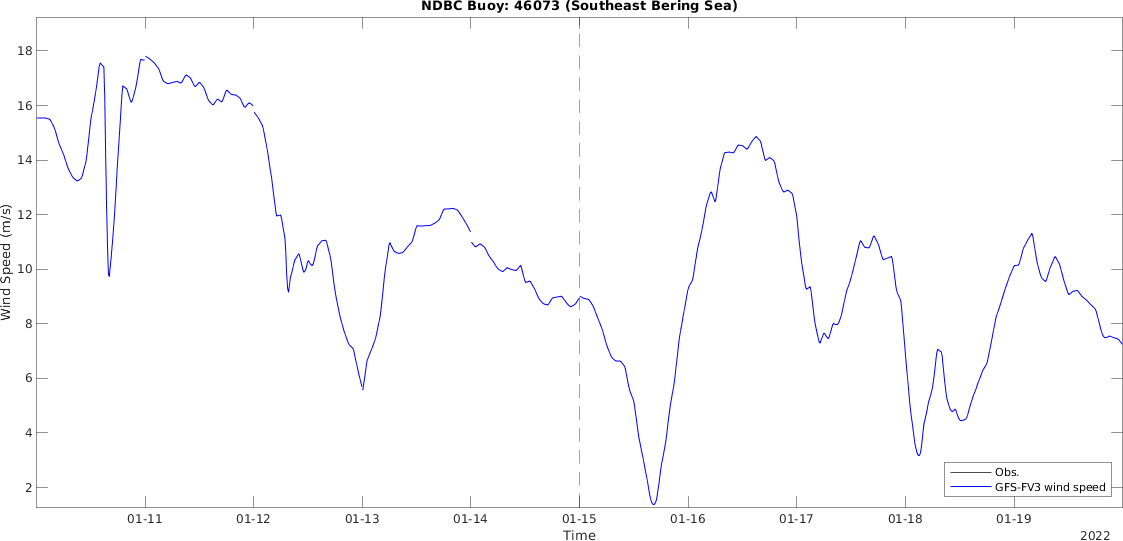 NDBC Buoy: 46073 (Southeast Bering Sea)
18
16
14
12
10
8
6
4
2
Wind Speed (m/s)
Obs.
GFS-FV3 wind speed
01-11 01-12 01-13 01-14 01-15 01-16 01-17 01-18 01-19
Time
2022